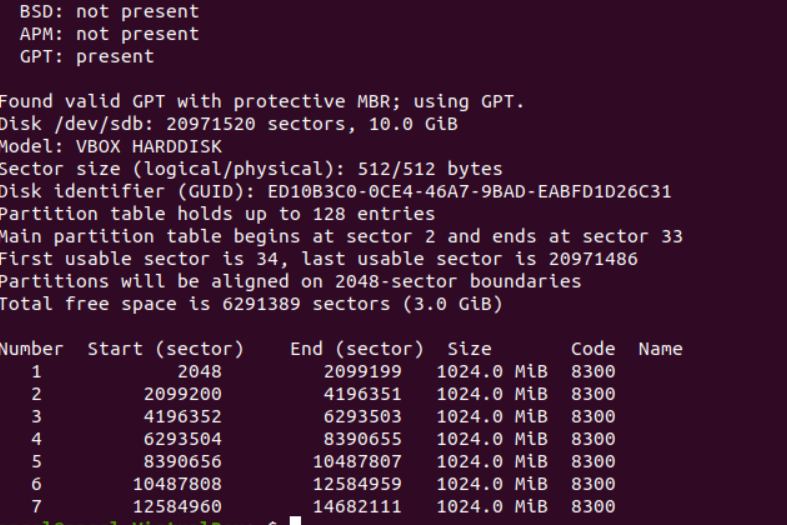 BSD: not present
APM: not present
GPT: present
Found valid GPT with protective MBR; using GPT.
Disk /dev/sdb: 20971520 sectors, 10.0 GiB
Model: VBOX HARDDISK
Sector size (logical/physical): 512/512 bytes
Disk identifier (GUID): ED10B3C0-0CE4-46A7-9BAD-EABFD1D26C31
Partition table holds up to 128 entries
Main partition table begins at sector 2 and ends at sector 33
First usable sector is 34, last usable sector is 20971486
Partitions will be aligned on 2048-sector boundaries
Total free space is 6291389 sectors (3.0 GiB)
Number Start (sector) End (sector) Size Code Name
1 2048 2099199 1024.0 MiB 8300
2 2099200 4196351 1024.0 MiB 8300
3 4196352 6293503 1024.0 MiB 8300
4 6293504 8390655 1024.0 MiB 8300
5 8390656 10487807 1024.0 MiB 8300
6 10487808 12584959 1024.0 MiB 8300
7 12584960 14682111 1024.0 MiB 8300